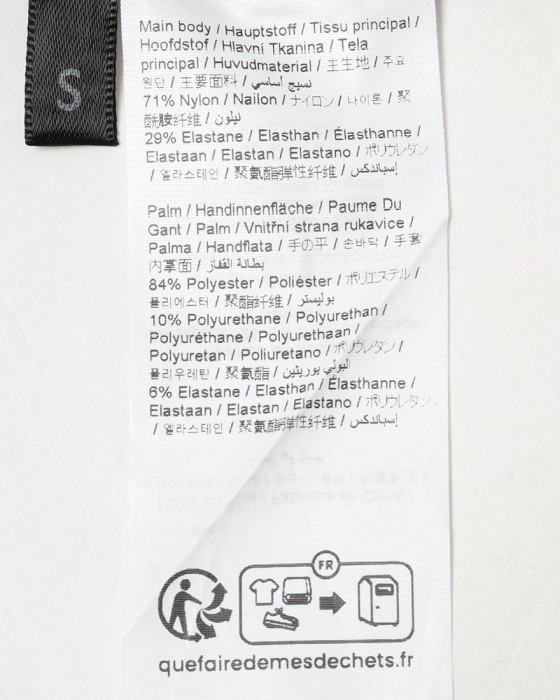 S
Main body / Hauptstoff / Tissu principal /
Hoofdstof / Hlavní Tkanina / Tela
principal / Huvudmaterial / 主生地 / 주요
원단 / 主要面料 / نسيج أساسي
71% Nylon / Nailon / ナイロン / 나이론 / 聚
酰胺纤维 / نيلون
29% Elastane / Elasthan / Élasthanne /
Elastaan / Elastan / Elastano / ポリウレタン
/ 엘라스테인 / 聚氨酯弹性纤维 / إسباندكس
Palm / Handinnenfläche / Paume Du
Gant / Palm / Vnitřní strana rukavice /
Palma / Handflata / 手の平 / 손바닥 / 手套
内掌面 / بطانة القفاز
84% Polyester / Poliéster / ポリエステル /
폴리에스터 / 聚酯纤维 / بوليستر
10% Polyurethane / Polyurethan /
Polyuréthane / Polyurethaan /
Polyuretan / Poliuretano / ポリウレタン /
폴리우레탄 / 聚氨酯 / البولي يوريثين
6% Elastane / Elasthan / Élasthanne /
Elastaan / Elastan / Elastano / ポリウレタン
/ 엘라스테인 / 聚氨酯弹性纤维 / إسباندكس
FR
quefairedemesdechets.fr